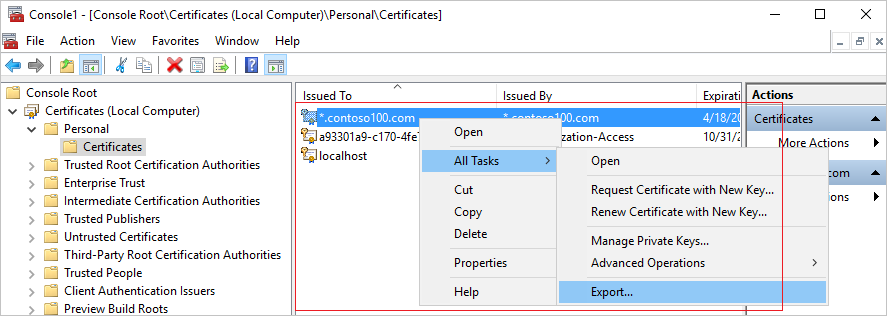 Console1 - [Console Root\Certificates (Local Computer)\Personal\Certificates]
File Action View Favorites Window Help
Console Root
Certificates (Local Computer)
Personal
Certificates
Trusted Root Certification Authorities
Enterprise Trust
Intermediate Certification Authorities
Trusted Publishers
Untrusted Certificates
Third-Party Root Certification Authorities
Trusted People
Client Authentication Issuers
Preview Build Roots
Issued To Issued By Expirati
*.contoso100.com *.contoso100.com 4/18/20
a93301a9-c170-4fe ization-Access 10/31/2
localhost
Open
All Tasks
Cut
Copy
Delete
Properties
Help
Open
Request Certificate with New Key...
Renew Certificate with New Key...
Manage Private Keys...
Advanced Operations
Export...
Actions
Certificates
More Actions
.com
ions